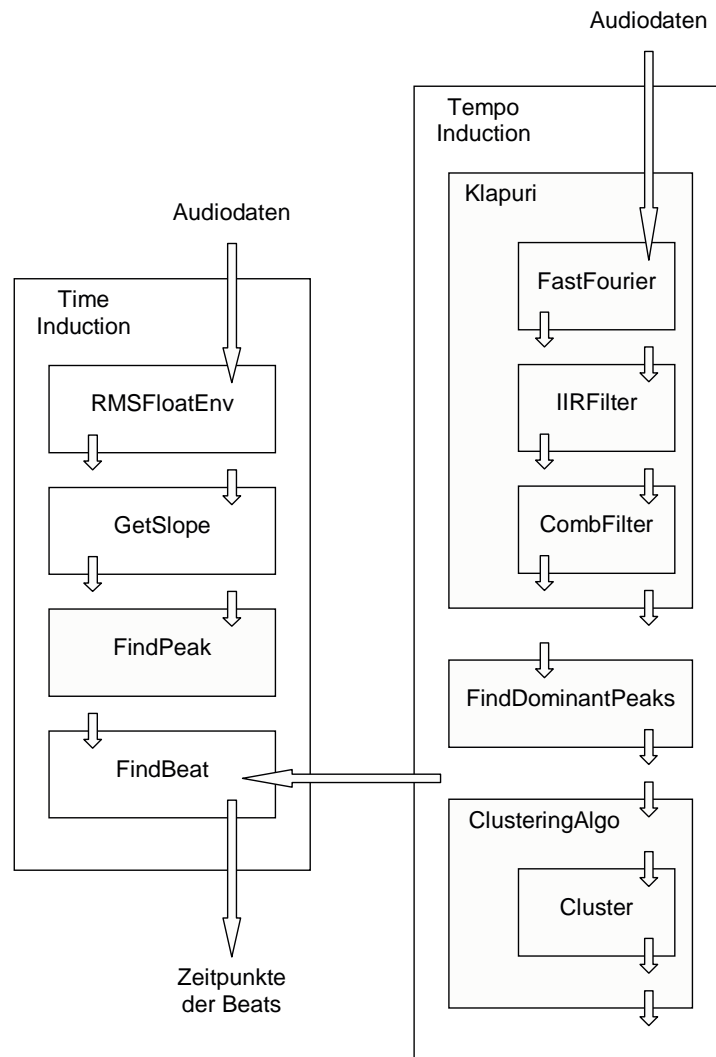 Audiodaten
Time
Induction
RMSFloatEnv
GetSlope
FindPeak
FindBeat
Zeitpunkte
der Beats
Audiodaten
Tempo
Induction
Klapuri
FastFourier
IIRFilter
CombFilter
FindDominantPeaks
ClusteringAlgo
Cluster